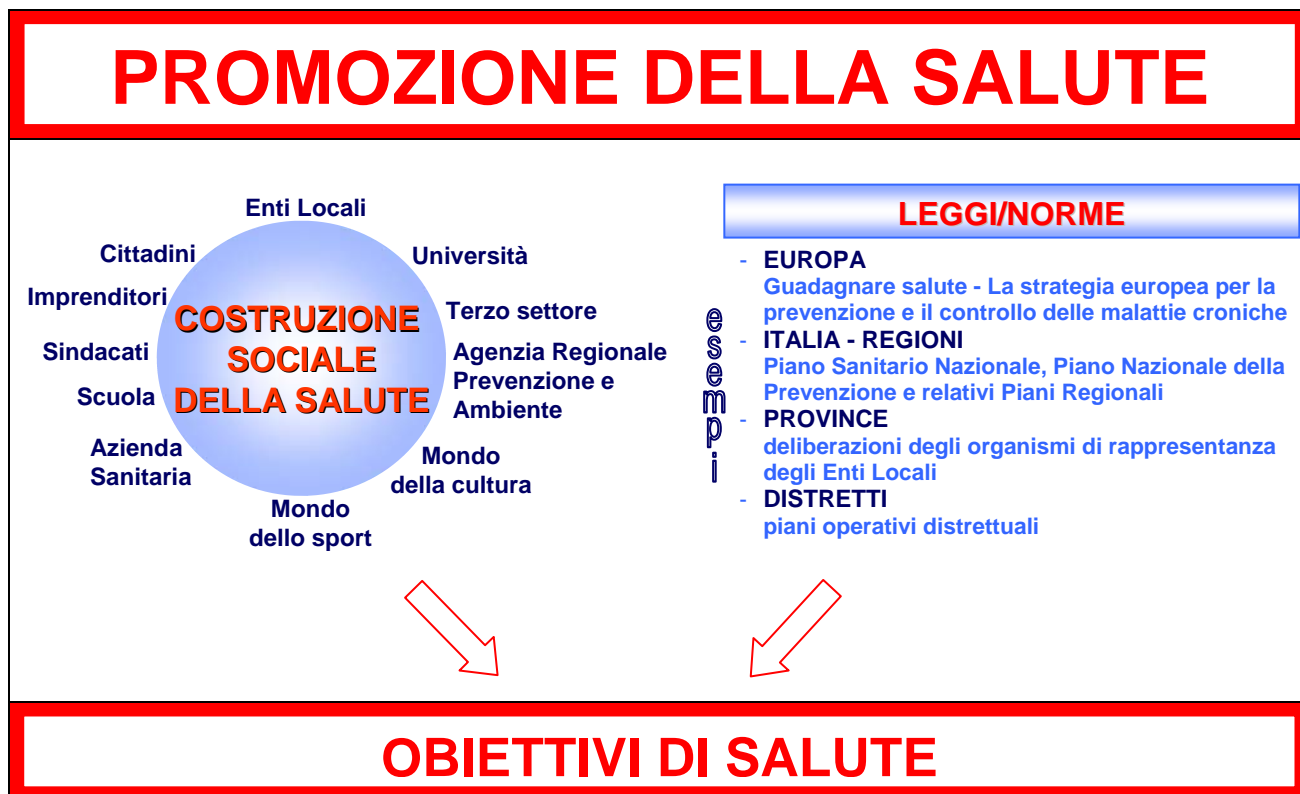 PROMOZIONE DELLA SALUTE
Enti Locali
Cittadini
Università
Imprenditori
Terzo settore
Sindacati
Agenzia Regionale
Prevenzione e
Ambiente
Scuola
Azienda
Sanitaria
Mondo
della cultura
Mondo
dello sport
COSTRUZIONE
SOCIALE
DELLA SALUTE
LEGGI/NORME
esempi
- EUROPA
Guadagnare salute - La strategia europea per la
prevenzione e il controllo delle malattie croniche
- ITALIA - REGIONI
Piano Sanitario Nazionale, Piano Nazionale della
Prevenzione e relativi Piani Regionali
- PROVINCE
deliberazioni degli organismi di rappresentanza
degli Enti Locali
- DISTRETTI
piani operativi distrettuali
OBIETTIVI DI SALUTE